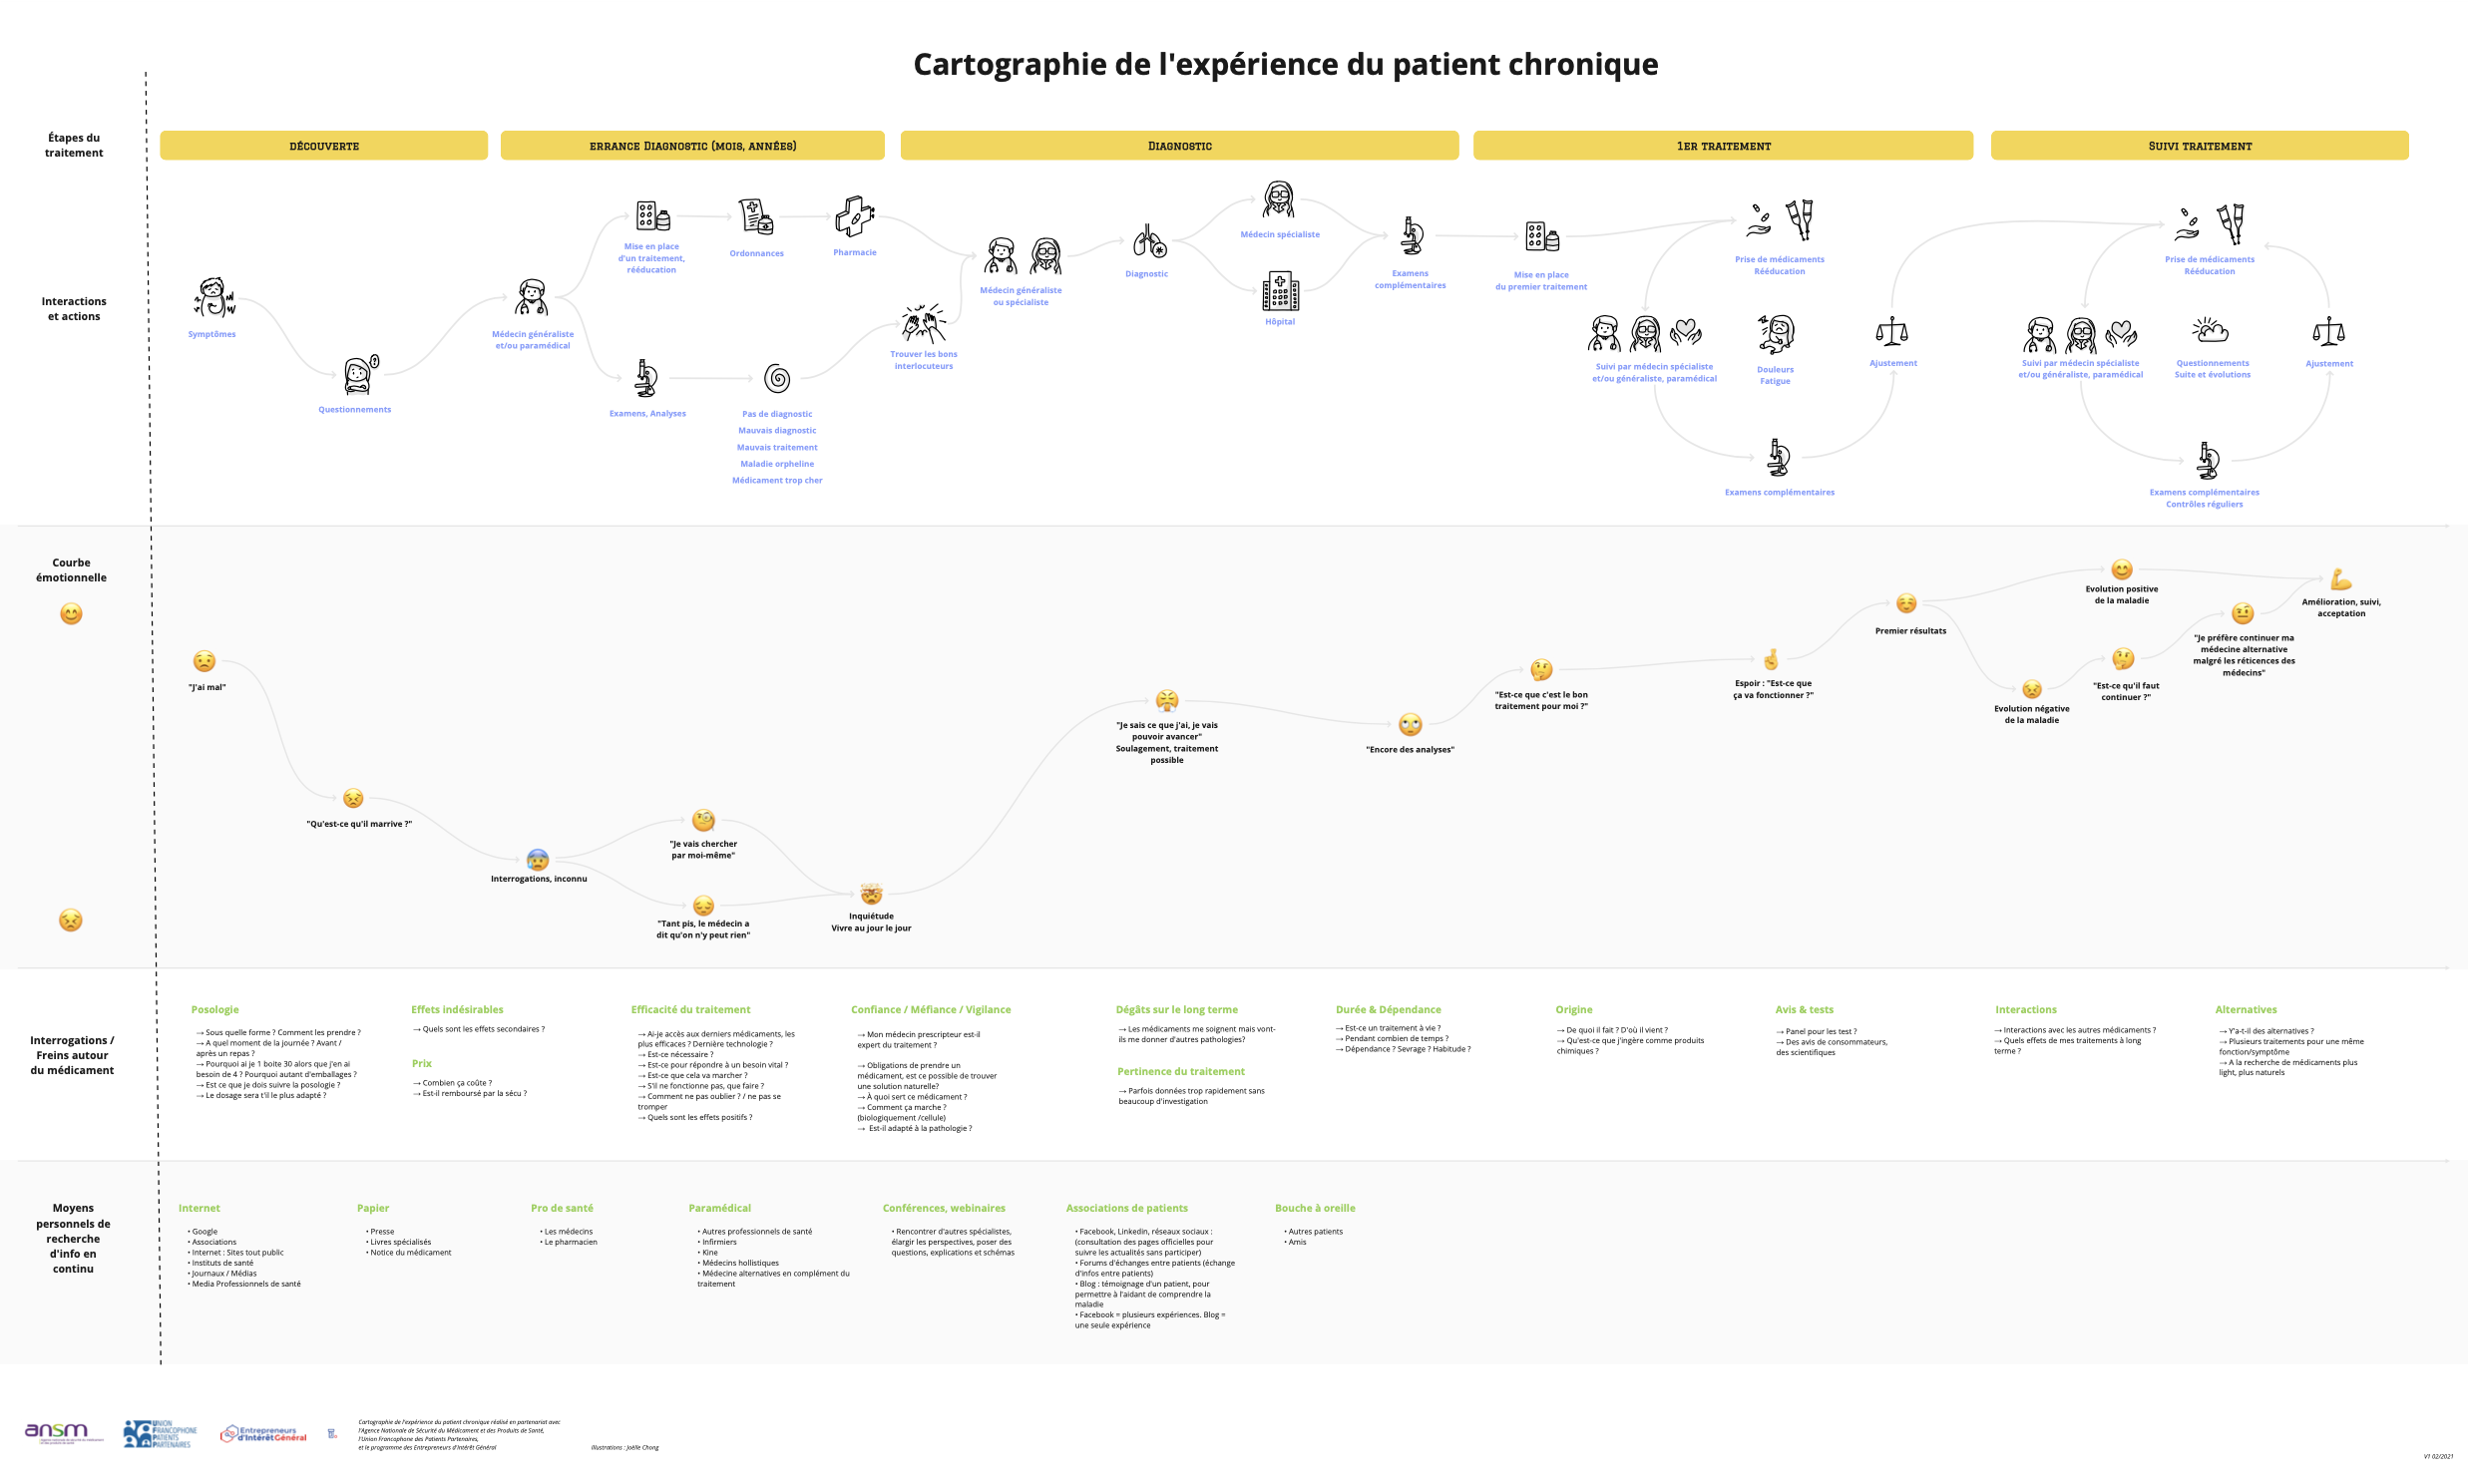 Cartographie de l'expérience du patient chronique
Étapes du
traitement
DÉCOUVERTE
ERRANCE DIAGNOSTIC (MOIS, ANNÉES)
DIAGNOSTIC
1ER TRAITEMENT
SUIVI TRAITEMENT
Interactions
et actions
Symptômes
Questionnements
Médecin généraliste
et/ou paramédical
Mise en place
d'un traitement,
rééducation
Ordonnances
Pharmacie
Examens, Analyses
Pas de diagnostic
Mauvais diagnostic
Mauvais traitement
Maladie orpheline
Médicament trop cher
Trouver les bons
interlocuteurs
Médecin généraliste
ou spécialiste
Diagnostic
Médecin spécialiste
Hôpital
Examens
complémentaires
Mise en place
du premier traitement
Prise de médicaments
Rééducation
Suivi par médecin spécialiste
et/ou généraliste, paramédical
Douleurs
Fatigue
Ajustement
Examens complémentaires
Prise de médicaments
Rééducation
Suivi par médecin spécialiste
et/ou généraliste, paramédical
Questionnements
Suite et évolutions
Ajustement
Examens complémentaires
Contrôles réguliers
Courbe
émotionnelle
"J'ai mal"
"Qu'est-ce qu'il marrive ?"
Interrogations, inconnu
"Je vais chercher
par moi-même"
"Tant pis, le médecin a
dit qu'on n'y peut rien"
Inquiétude
Vivre au jour le jour
"Je sais ce que j'ai, je vais
pouvoir avancer"
Soulagement, traitement
possible
"Encore des analyses"
"Est-ce que c'est le bon
traitement pour moi ?"
Espoir : "Est-ce que
ça va fonctionner ?"
Premier résultats
Evolution positive
de la maladie
Evolution négative
de la maladie
"Est-ce qu'il faut
continuer ?"
"Je préfère continuer ma
médecine alternative
malgré les réticences des
médecins"
Amélioration, suivi,
acceptation
Interrogations /
Freins autour
du médicament
Posologie
→ Sous quelle forme ? Comment les prendre ?
→ A quel moment de la journée ? Avant /
après un repas ?
→ Pourquoi ai je 1 boite 30 alors que j'en ai
besoin de 4 ? Pourquoi autant d'emballages ?
→ Est ce que je dois suivre la posologie ?
→ Le dosage sera t'il le plus adapté ?
Effets indésirables
→ Quels sont les effets secondaires ?
Prix
→ Combien ça coûte ?
→ Est-il remboursé par la sécu ?
Efficacité du traitement
→ Ai-je accès aux derniers médicaments, les
plus efficaces ? Dernière technologie ?
→ Est-ce nécessaire ?
→ Est-ce pour répondre à un besoin vital ?
→ Est-ce que cela va marcher ?
→ S'il ne fonctionne pas, que faire ?
→ Comment ne pas oublier ? / ne pas se
tromper
→ Quels sont les effets positifs ?
Confiance / Méfiance / Vigilance
→ Mon médecin prescripteur est-il
expert du traitement ?
→ Obligations de prendre un
médicament, est ce possible de trouver
une solution naturelle?
→ À quoi sert ce médicament ?
→ Comment ça marche ?
(biologiquement /cellule)
→ Est-il adapté à la pathologie ?
Dégâts sur le long terme
→ Les médicaments me soignent mais vont-
ils me donner d'autres pathologies?
Pertinence du traitement
→ Parfois données trop rapidement sans
beaucoup d'investigation
Durée & Dépendance
→ Est-ce un traitement à vie ?
→ Pendant combien de temps ?
→ Dépendance ? Sevrage ? Habitude ?
Origine
→ De quoi il fait ? D'où il vient ?
→ Qu'est-ce que j'ingère comme produits
chimiques ?
Avis & tests
→ Panel pour les test ?
→ Des avis de consommateurs,
des scientifiques
Interactions
→ Interactions avec les autres médicaments ?
→ Quels effets de mes traitements à long
terme ?
Alternatives
→ Y'a-t-il des alternatives ?
→ Plusieurs traitements pour une même
fonction/symptôme
→ A la recherche de médicaments plus
light, plus naturels
Moyens
personnels de
recherche
d'info en
continu
Internet
• Google
• Associations
• Internet : Sites tout public
• Instituts de santé
• Journaux / Médias
• Media Professionnels de santé
Papier
• Presse
• Livres spécialisés
• Notice du médicament
Pro de santé
• Les médecins
• Le pharmacien
Paramédical
• Autres professionnels de santé
• Infirmiers
• Kine
• Médecins hollistiques
• Médecine alternatives en complément du
traitement
Conférences, webinaires
• Rencontrer d'autres spécialistes,
élargir les perspectives, poser des
questions, explications et schémas
Associations de patients
• Facebook, Linkedin, réseaux sociaux :
(consultation des pages officielles pour
suivre les actualités sans participer)
• Forums d'échanges entre patients (échange
d'infos entre patients)
• Blog : témoignage d'un patient, pour
permettre à l'aidant de comprendre la
maladie
• Facebook = plusieurs expériences. Blog =
une seule expérience
Bouche à oreille
• Autres patients
• Amis
ansm
UNION
FRANCOPHONE
PATIENTS
PARTENAIRES
Entrepreneurs
d'IntérêtGénéral
Cartographie de l'expérience du patient chronique réalisé en partenariat avec
l'Agence Nationale de Sécurité du Médicament et des Produits de Santé,
l'Union Francophone des Patients Partenaires,
et le programme des Entrepreneurs d'Intérêt Général
Illustrations : Joëlle Chong
V1 02/2021